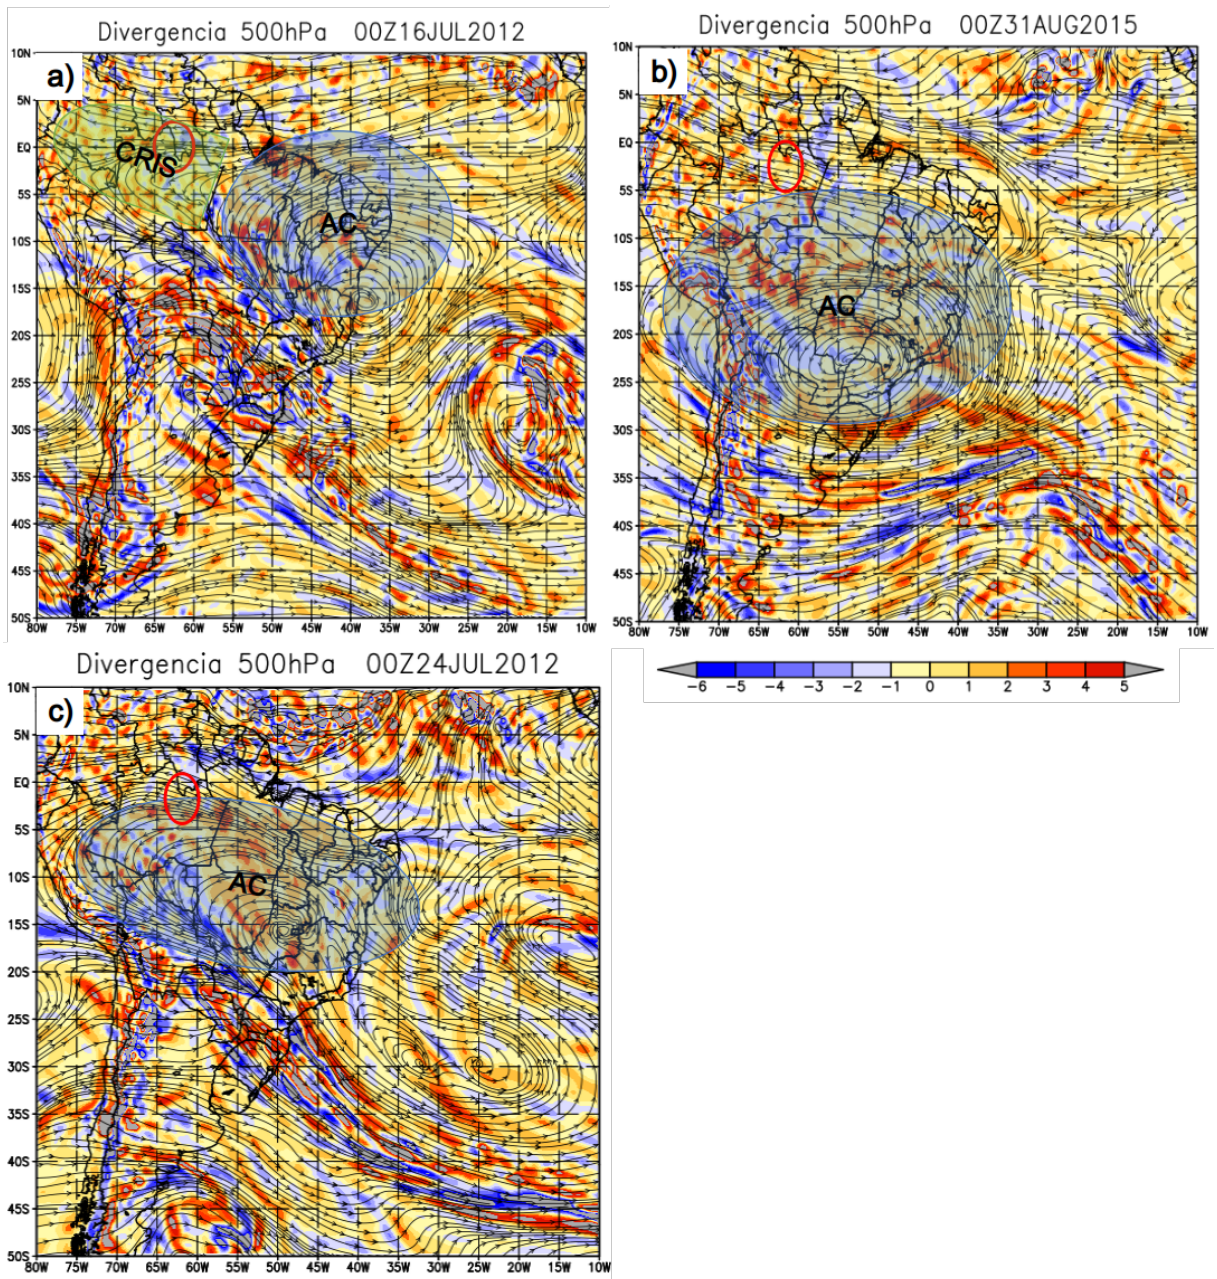 Divergencia 500hPa 00Z16JUL2012
a)
CRIS
AC
10N
5N
EQ
5S
10S
15S
20S
25S
30S
35S
40S
45S
50S
80W 75W 70W 65W 60W 55W 50W 45W 40W 35W 30W 25W 20W 15W 10W
Divergencia 500hPa 00Z31AUG2015
b)
AC
10N
5N
EQ
5S
10S
15S
20S
25S
30S
35S
40S
45S
50S
80W 75W 70W 65W 60W 55W 50W 45W 40W 35W 30W 25W 20W 15W 10W
-6 -5 -4 -3 -2 -1 0 1 2 3 4 5
Divergencia 500hPa 00Z24JUL2012
c)
AC
10N
5N
EQ
5S
10S
15S
20S
25S
30S
35S
40S
45S
50S
80W 75W 70W 65W 60W 55W 50W 45W 40W 35W 30W 25W 20W 15W 10W